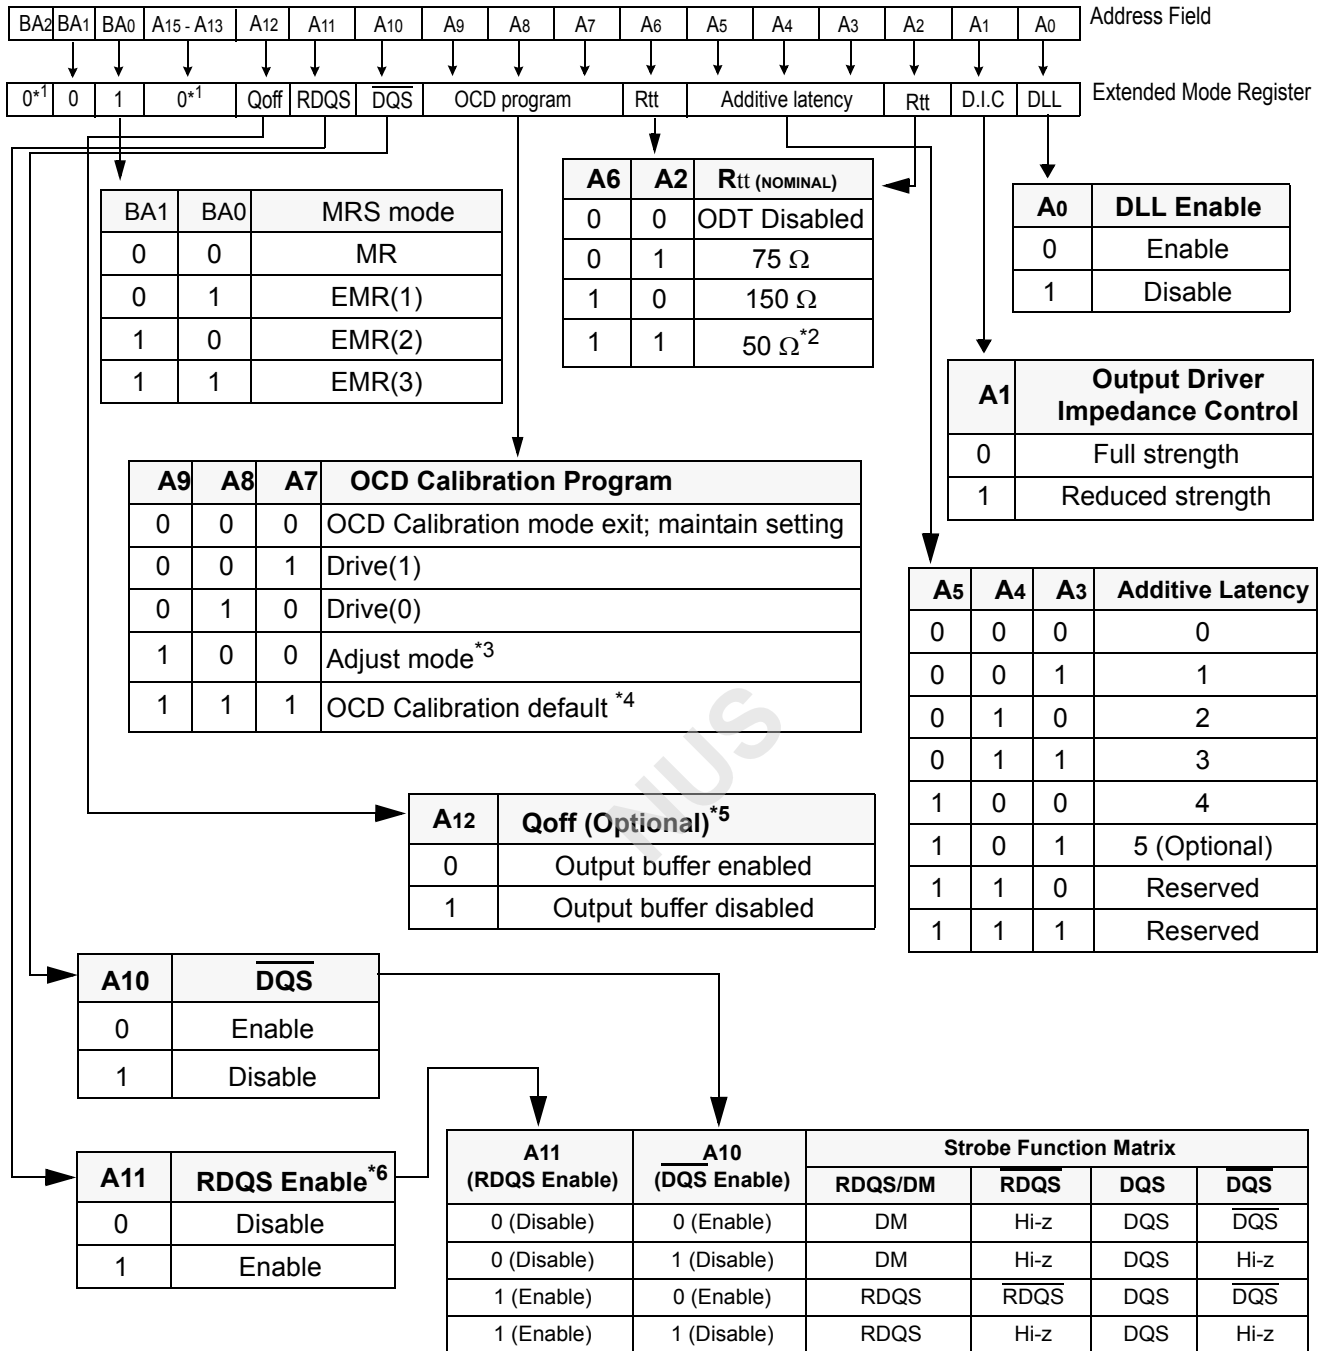 BA2 BA1 BA0 A15 - A13 A12 A11 A10 A9 A8 A7 A6 A5 A4 A3 A2 A1 A0 Address Field
0*1 0 1 0*1 Qoff RDQS DQS OCD program Rtt Additive latency Rtt D.I.C DLL Extended Mode Register
BA1 BA0 MRS mode
0 0 MR
0 1 EMR(1)
1 0 EMR(2)
1 1 EMR(3)
A6 A2 Rtt (NOMINAL)
0 0 ODT Disabled
0 1 75 Ω
1 0 150 Ω
1 1 50 Ω*2
A0 DLL Enable
0 Enable
1 Disable
A1 Output Driver
Impedance Control
0 Full strength
1 Reduced strength
A9 A8 A7 OCD Calibration Program
0 0 0 OCD Calibration mode exit; maintain setting
0 0 1 Drive(1)
0 1 0 Drive(0)
1 0 0 Adjust mode*3
1 1 1 OCD Calibration default *4
A5 A4 A3 Additive Latency
0 0 0 0
0 0 1 1
0 1 0 2
0 1 1 3
1 0 0 4
1 0 1 5 (Optional)
1 1 0 Reserved
1 1 1 Reserved
NUS
A12 Qoff (Optional)*5
0 Output buffer enabled
1 Output buffer disabled
A10 DQS
0 Enable
1 Disable
A11 RDQS Enable*6
0 Disable
1 Enable
A11 A10 Strobe Function Matrix
(RDQS Enable) (DQS Enable) RDQS/DM RDQS DQS DQS
0 (Disable) 0 (Enable) DM Hi-z DQS DQS
0 (Disable) 1 (Disable) DM Hi-z DQS Hi-z
1 (Enable) 0 (Enable) RDQS RDQS DQS DQS
1 (Enable) 1 (Disable) RDQS Hi-z DQS Hi-z